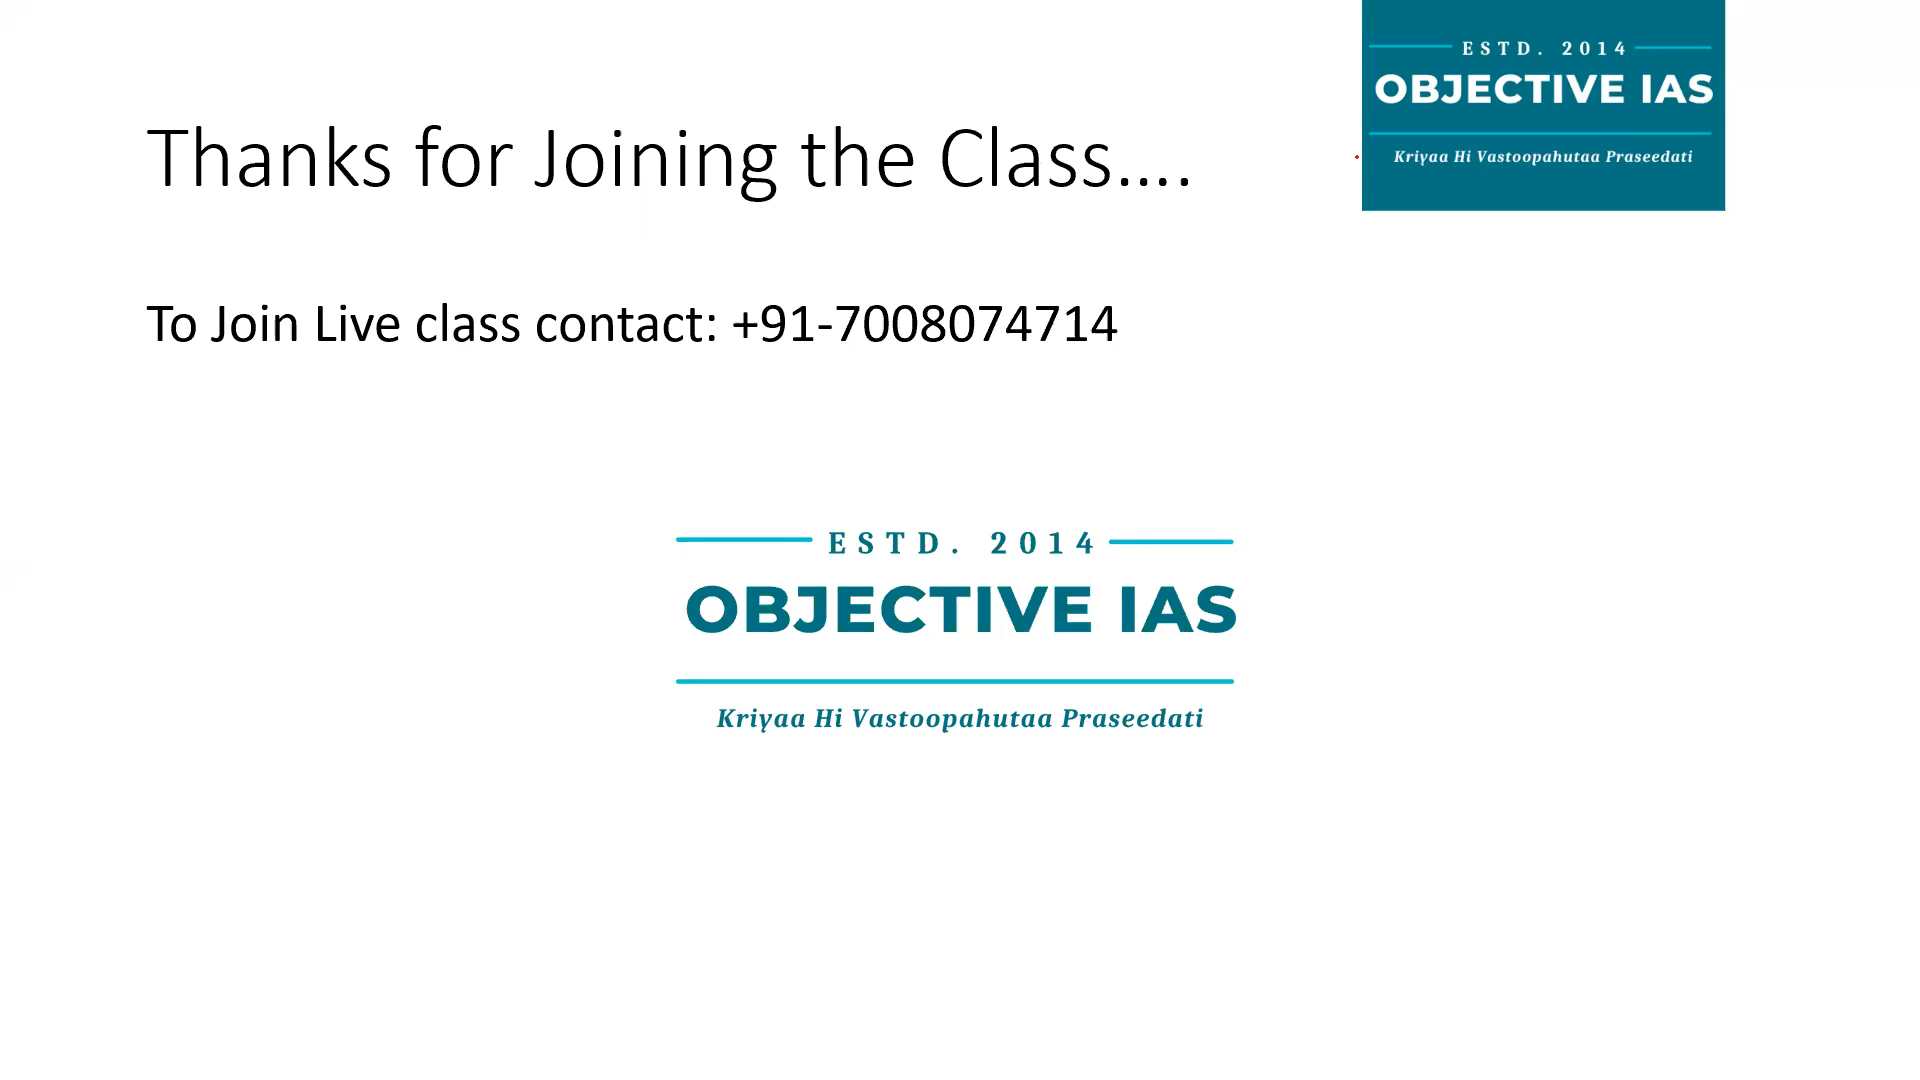 ESTD. 2014
OBJECTIVE IAS
Kriyaa Hi Vastoopahutaa Praseedati
Thanks for Joining the Class....
To Join Live class contact: +91-7008074714
ESTD. 2014
OBJECTIVE IAS
Kriyaa Hi Vastoopahutaa Praseedati